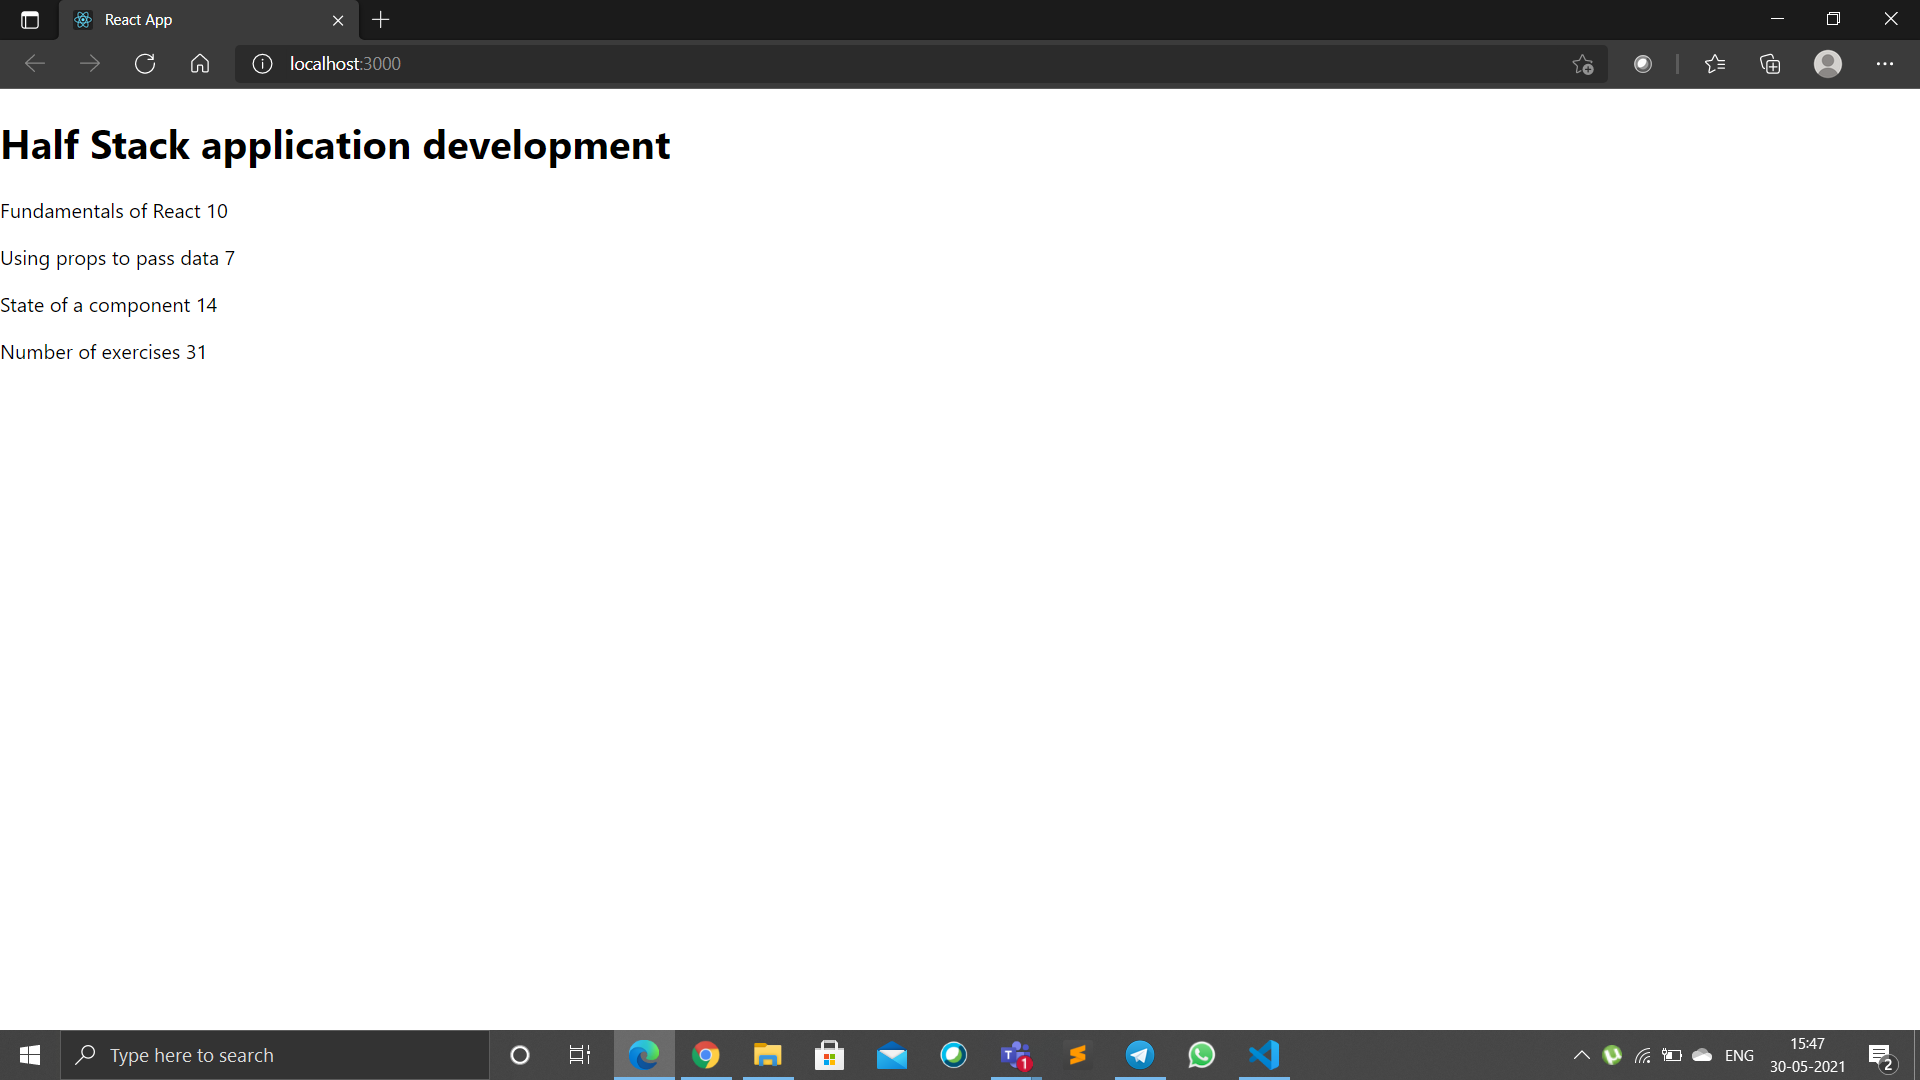 React App
localhost:3000
Half Stack application development
Fundamentals of React 10
Using props to pass data 7
State of a component 14
Number of exercises 31
Type here to search
T 1
ENG
15:47
30-05-2021
2